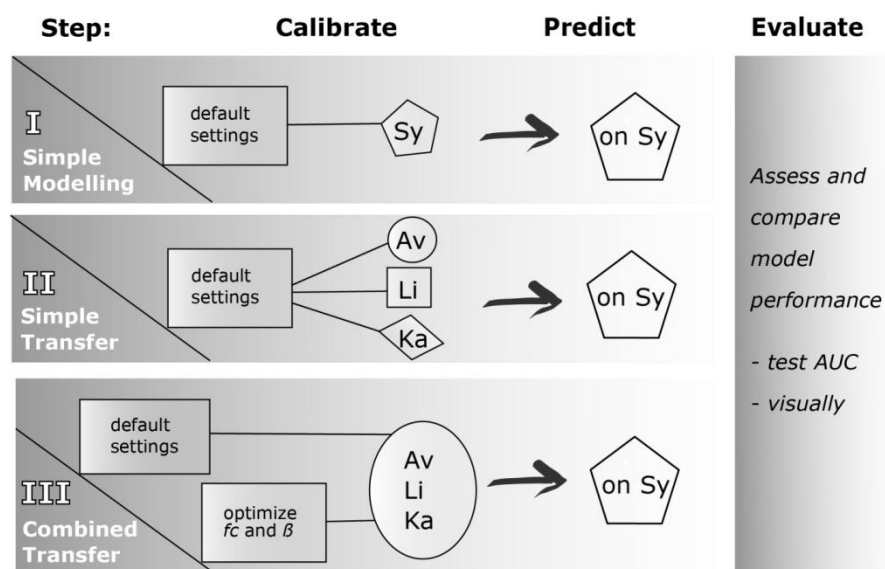 Step: Calibrate Predict Evaluate
I
Simple
Modelling
default
settings
Sy
on Sy
II
Simple
Transfer
default
settings
Av
Li
Ka
on Sy
III
Combined
Transfer
default
settings
optimize
fc and ß
Av
Li
Ka
on Sy
Assess and
compare
model
performance
- test AUC
- visually